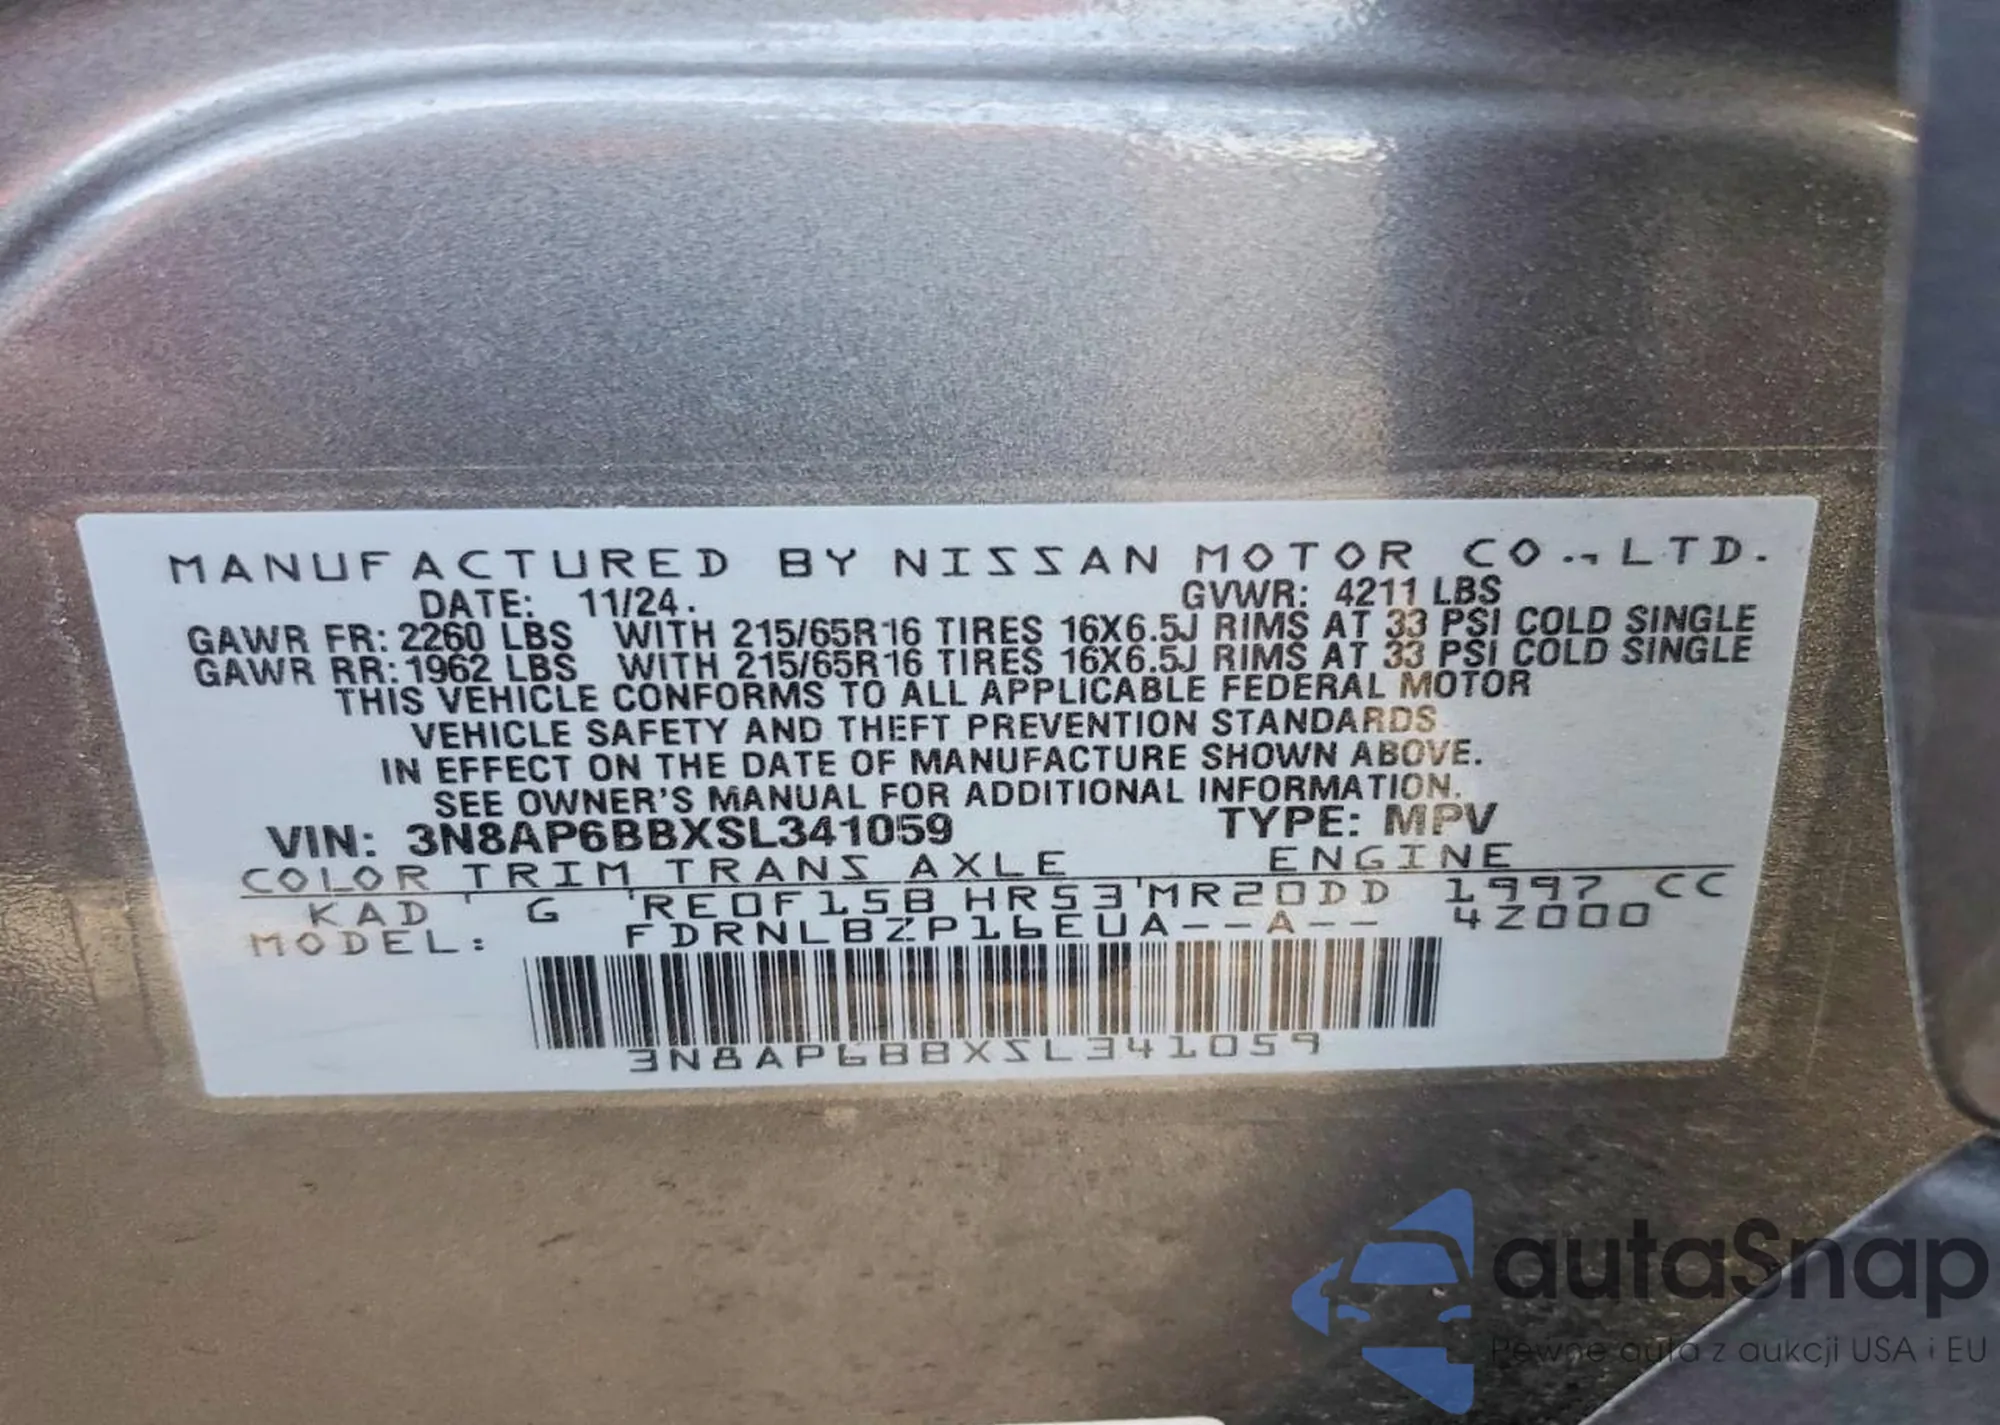 MANUFACTURED BY NISSAN MOTOR CO., LTD.
DATE: 11/24. GVWR: 4211 LBS
GAWR FR: 2260 LBS WITH 215/65R16 TIRES 16X6.5J RIMS AT 33 PSI COLD SINGLE
GAWR RR: 1962 LBS WITH 215/65R16 TIRES 16X6.5J RIMS AT 33 PSI COLD SINGLE
THIS VEHICLE CONFORMS TO ALL APPLICABLE FEDERAL MOTOR
VEHICLE SAFETY AND THEFT PREVENTION STANDARDS
IN EFFECT ON THE DATE OF MANUFACTURE SHOWN ABOVE.
SEE OWNER'S MANUAL FOR ADDITIONAL INFORMATION.
VIN: 3N8AP6BBXSL341059 TYPE: MPV
COLOR TRIM TRANS AXLE ENGINE
KAD G RE0F15B HR53 MR20DD 1997 CC
MODEL: FDRNLBZP16EUA--A-- 4Z000
3N8AP6BBXSL341059
autaSnap
Pewne auta z aukcji USA i EU